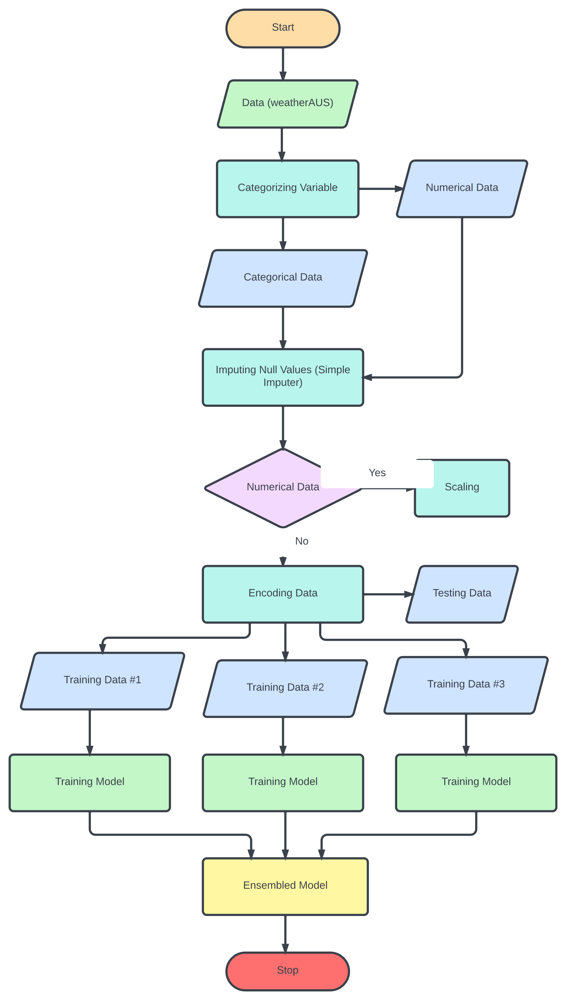 Start
Data (weatherAUS)
Categorizing Variable
Numerical Data
Categorical Data
Imputing Null Values (Simple
Imputer)
Numerical Data
Yes
Scaling
No
Encoding Data
Testing Data
Training Data #1
Training Data #2
Training Data #3
Training Model
Training Model
Training Model
Ensembled Model
Stop